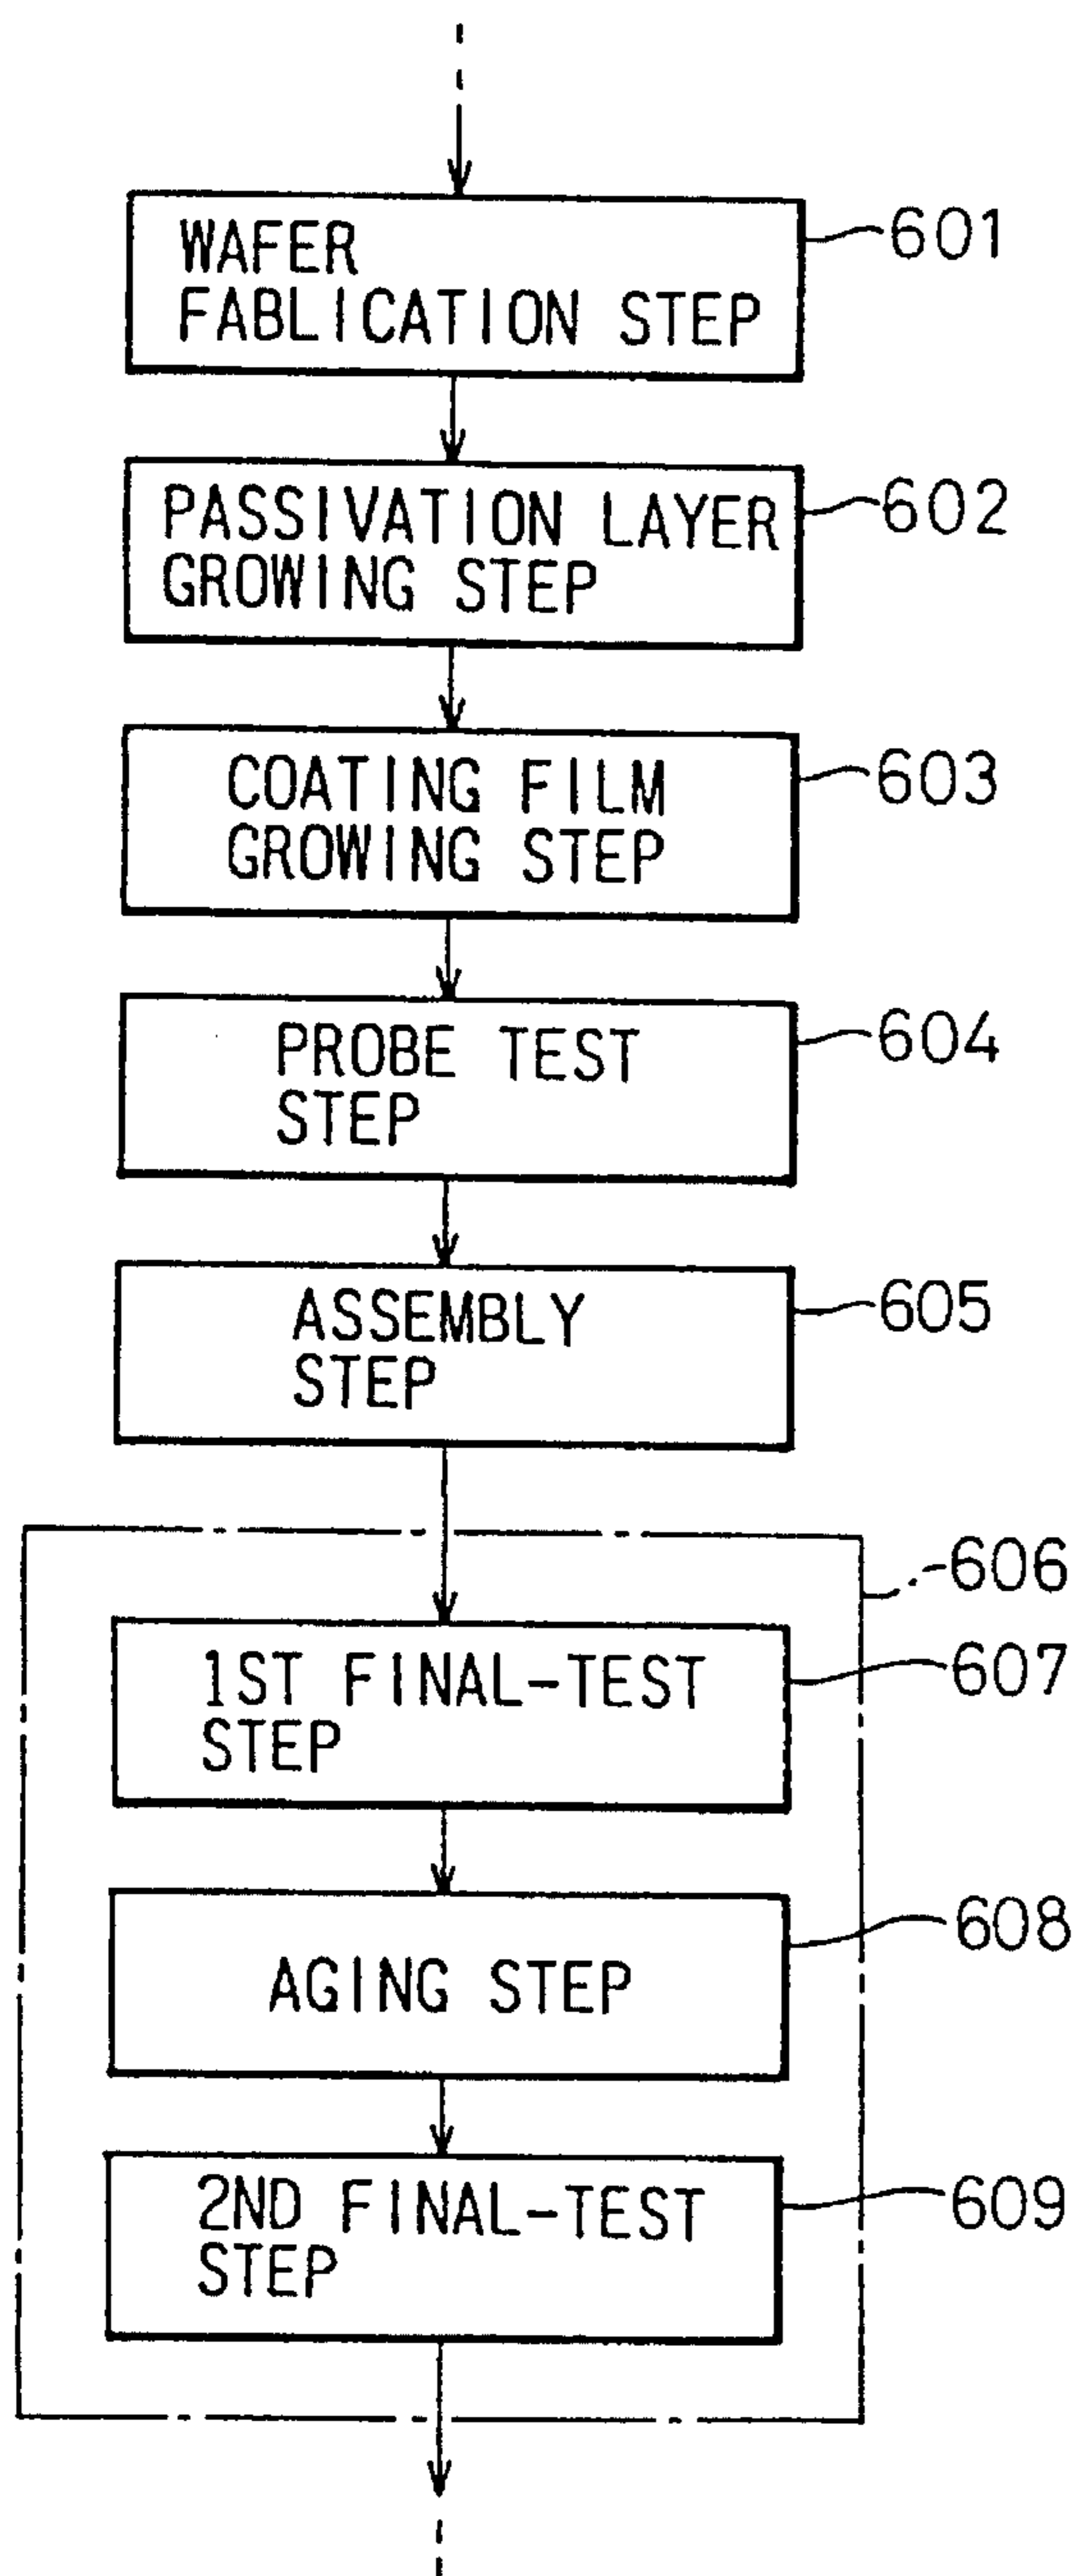 WAFER
FABLICATION STEP
601
PASSIVATION LAYER
GROWING STEP
602
COATING FILM
GROWING STEP
603
PROBE TEST
STEP
604
ASSEMBLY
STEP
605
606
1ST FINAL-TEST
STEP
607
AGING STEP
608
2ND FINAL-TEST
STEP
609